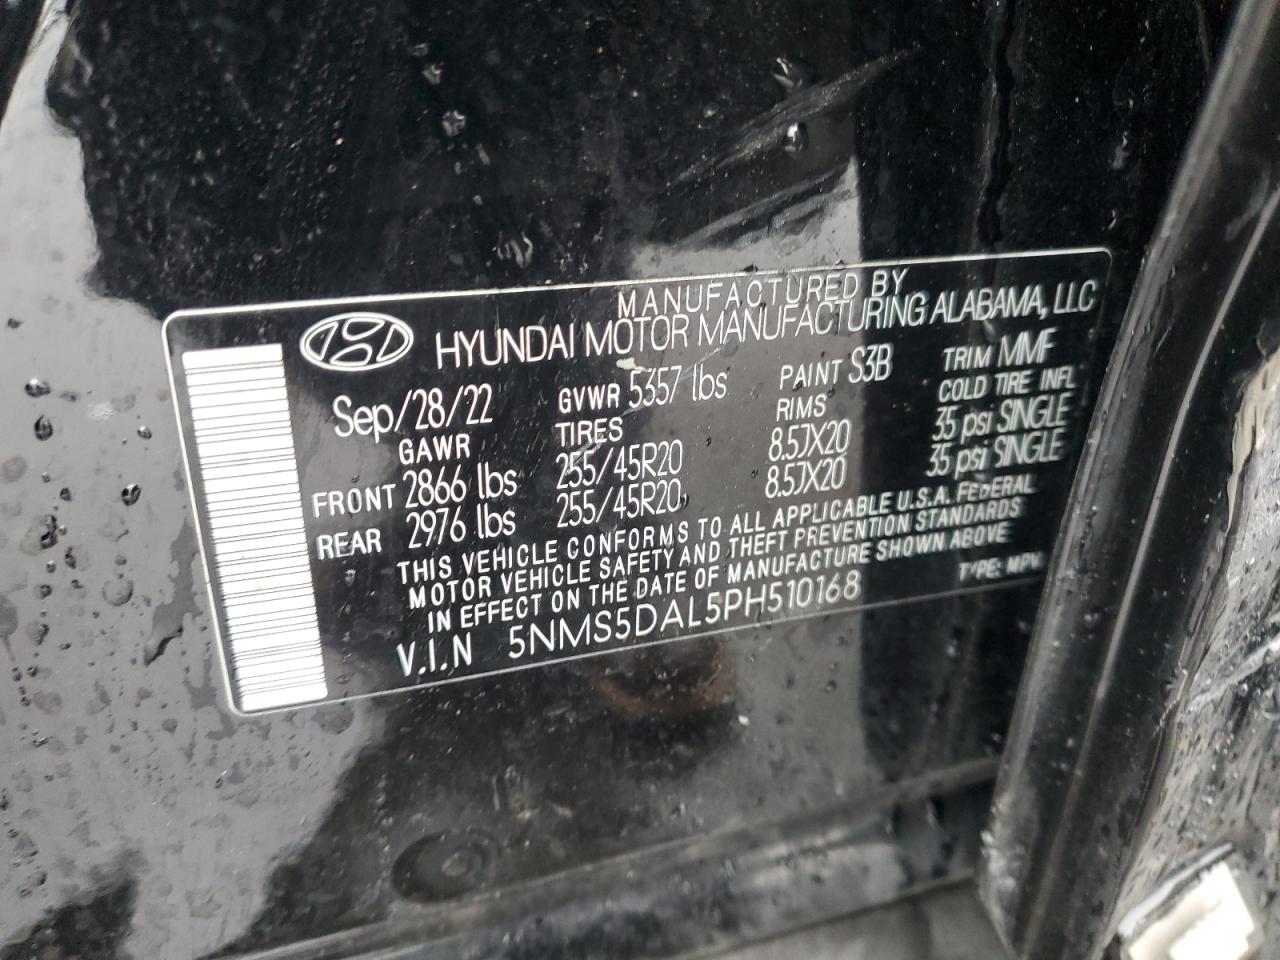 MANUFACTURED BY
HYUNDAI MOTOR MANUFACTURING ALABAMA, LLC
Sep/28/22 GVWR 5357 lbs PAINT S3B TRIM MMF
GAWR TIRES RIMS COLD TIRE INFL
FRONT 2866 lbs 255/45R20 8.5JX20 35 psi SINGLE
REAR 2976 lbs 255/45R20 8.5JX20 35 psi SINGLE
THIS VEHICLE CONFORMS TO ALL APPLICABLE U.S.A. FEDERAL
MOTOR VEHICLE SAFETY AND THEFT PREVENTION STANDARDS
IN EFFECT ON THE DATE OF MANUFACTURE SHOWN ABOVE
V.I.N 5NMS5DAL5PH510168 TYPE: MPV